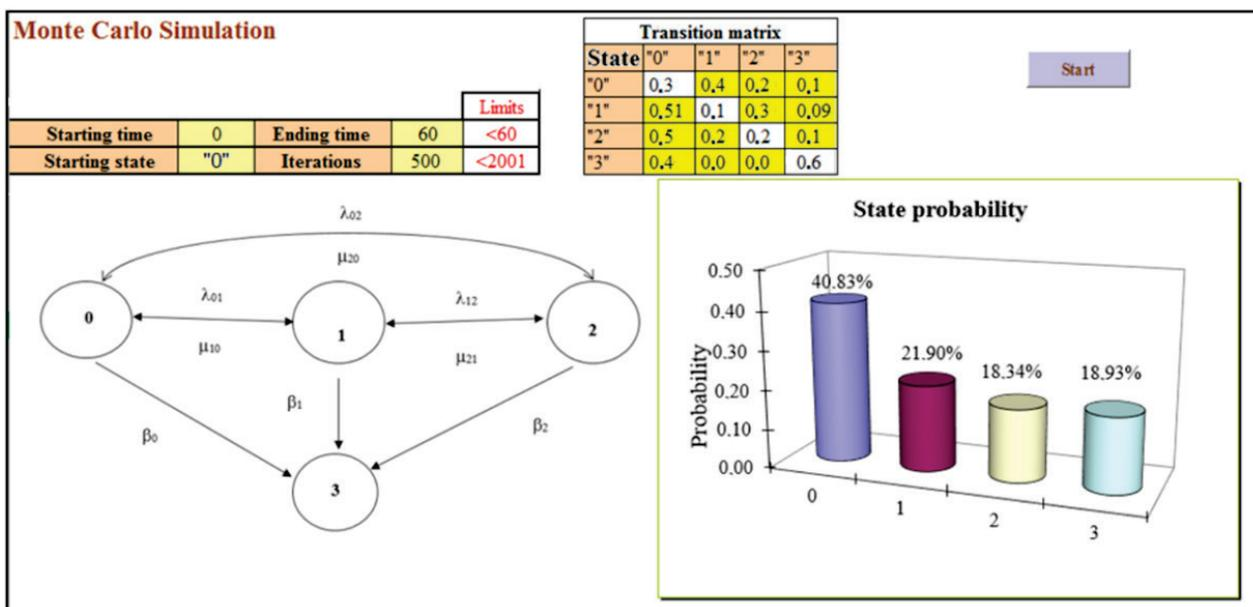 Monte Carlo Simulation
Limits
Starting time 0 Ending time 60 <60
Starting state "0" Iterations 500 <2001
Transition matrix
State "0" "1" "2" "3"
"0" 0.3 0.4 0.2 0.1
"1" 0.51 0.1 0.3 0.09
"2" 0.5 0.2 0.2 0.1
"3" 0.4 0.0 0.0 0.6
Start
λ02
μ20
λ01
λ12
0
1
2
μ10
μ21
β1
β0
β2
3
State probability
Probability
0.50
0.40
0.30
0.20
0.10
0.00
40.83%
21.90%
18.34%
18.93%
0
1
2
3